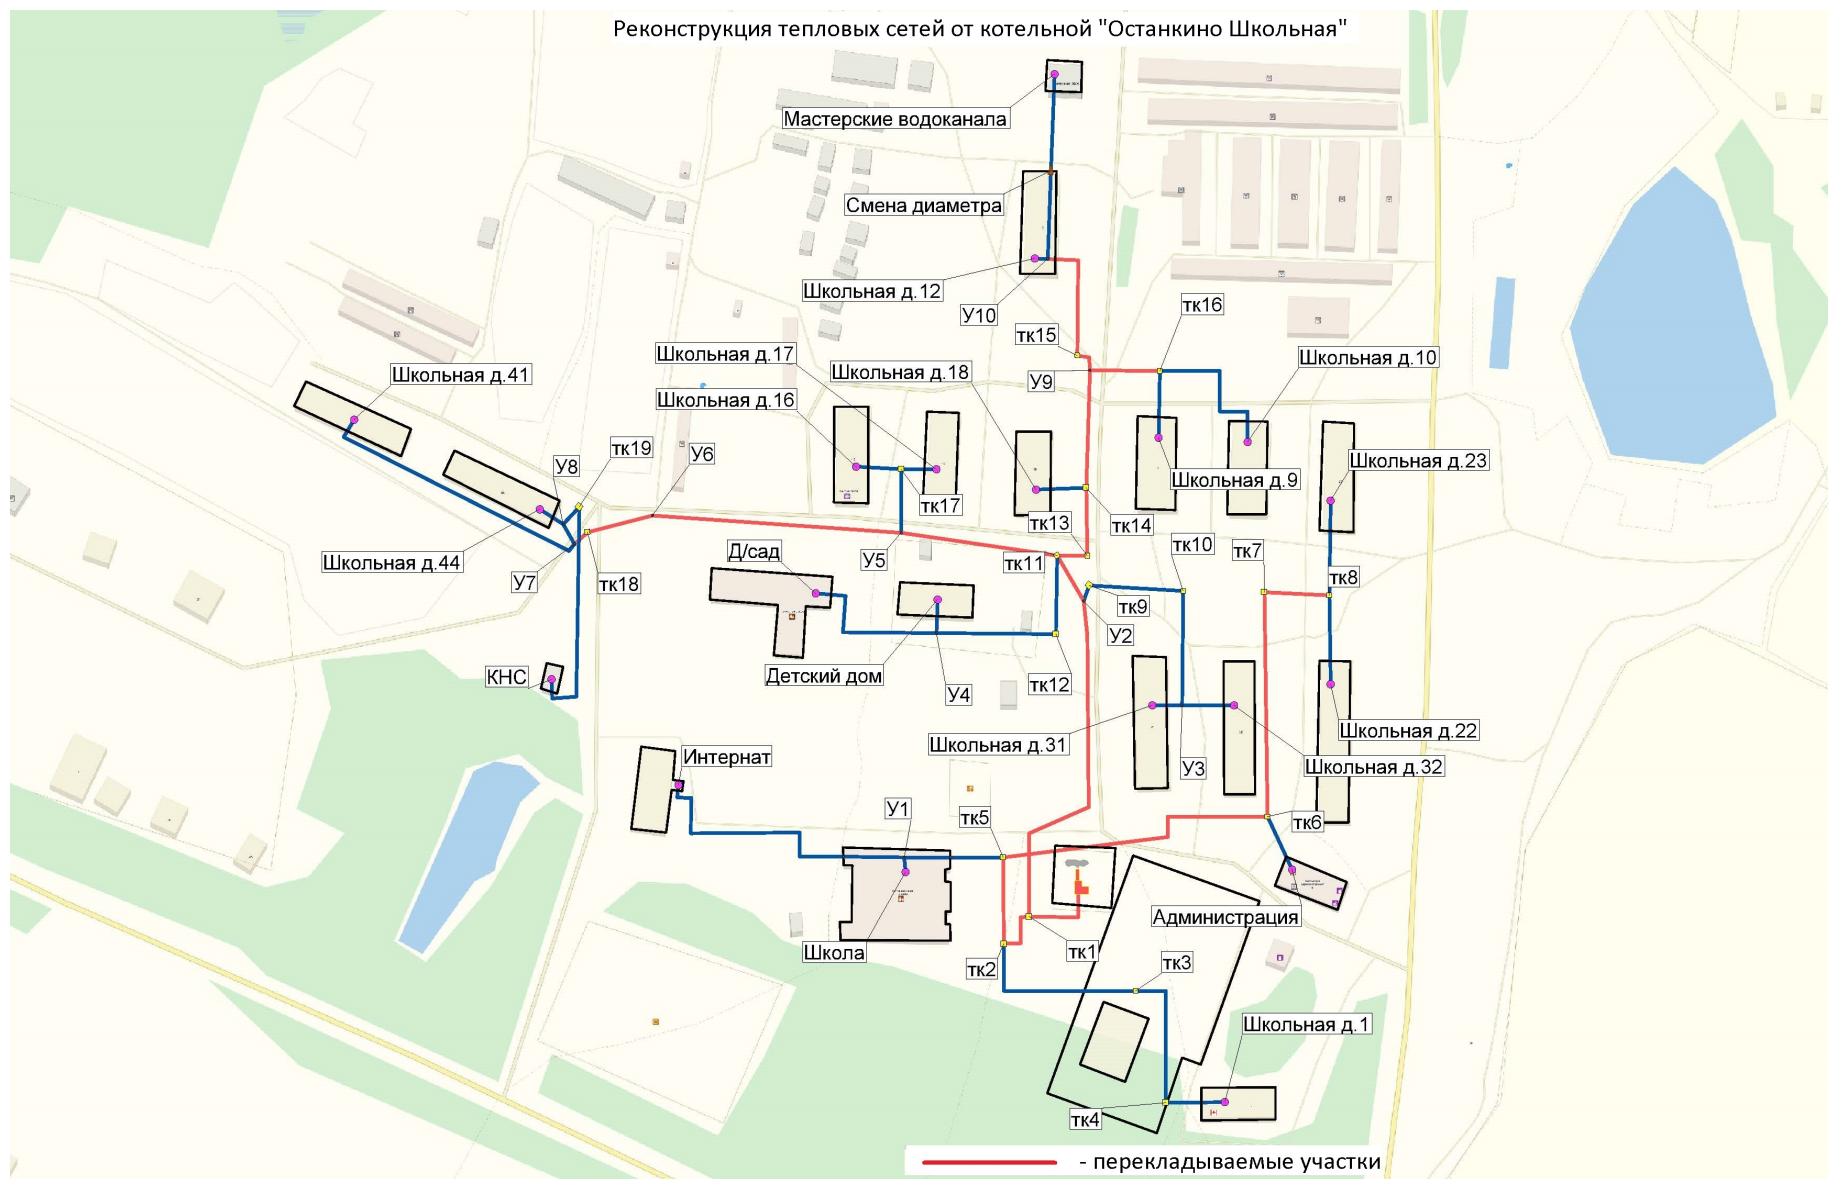 Реконструкция тепловых сетей от котельной "Останкино Школьная"
Мастерские водоканала
Смена диаметра
Школьная д.12
У10
тк16
тк15
Школьная д.17
Школьная д.10
Школьная д.18
Школьная д.41
У9
Школьная д.16
тк19
У6
У8
Школьная д.23
Школьная д.9
тк17
тк13
тк14
Д/сад
У5
тк11
тк10
тк7
Школьная д.44
У7
тк18
тк8
тк9
У2
КНС
Детский дом
тк12
У4
Школьная д.22
Школьная д.31
Интернат
У3
Школьная д.32
У1
тк5
тк6
Администрация
Школа
тк1
тк2
тк3
Школьная д.1
тк4
- перекладываемые участки